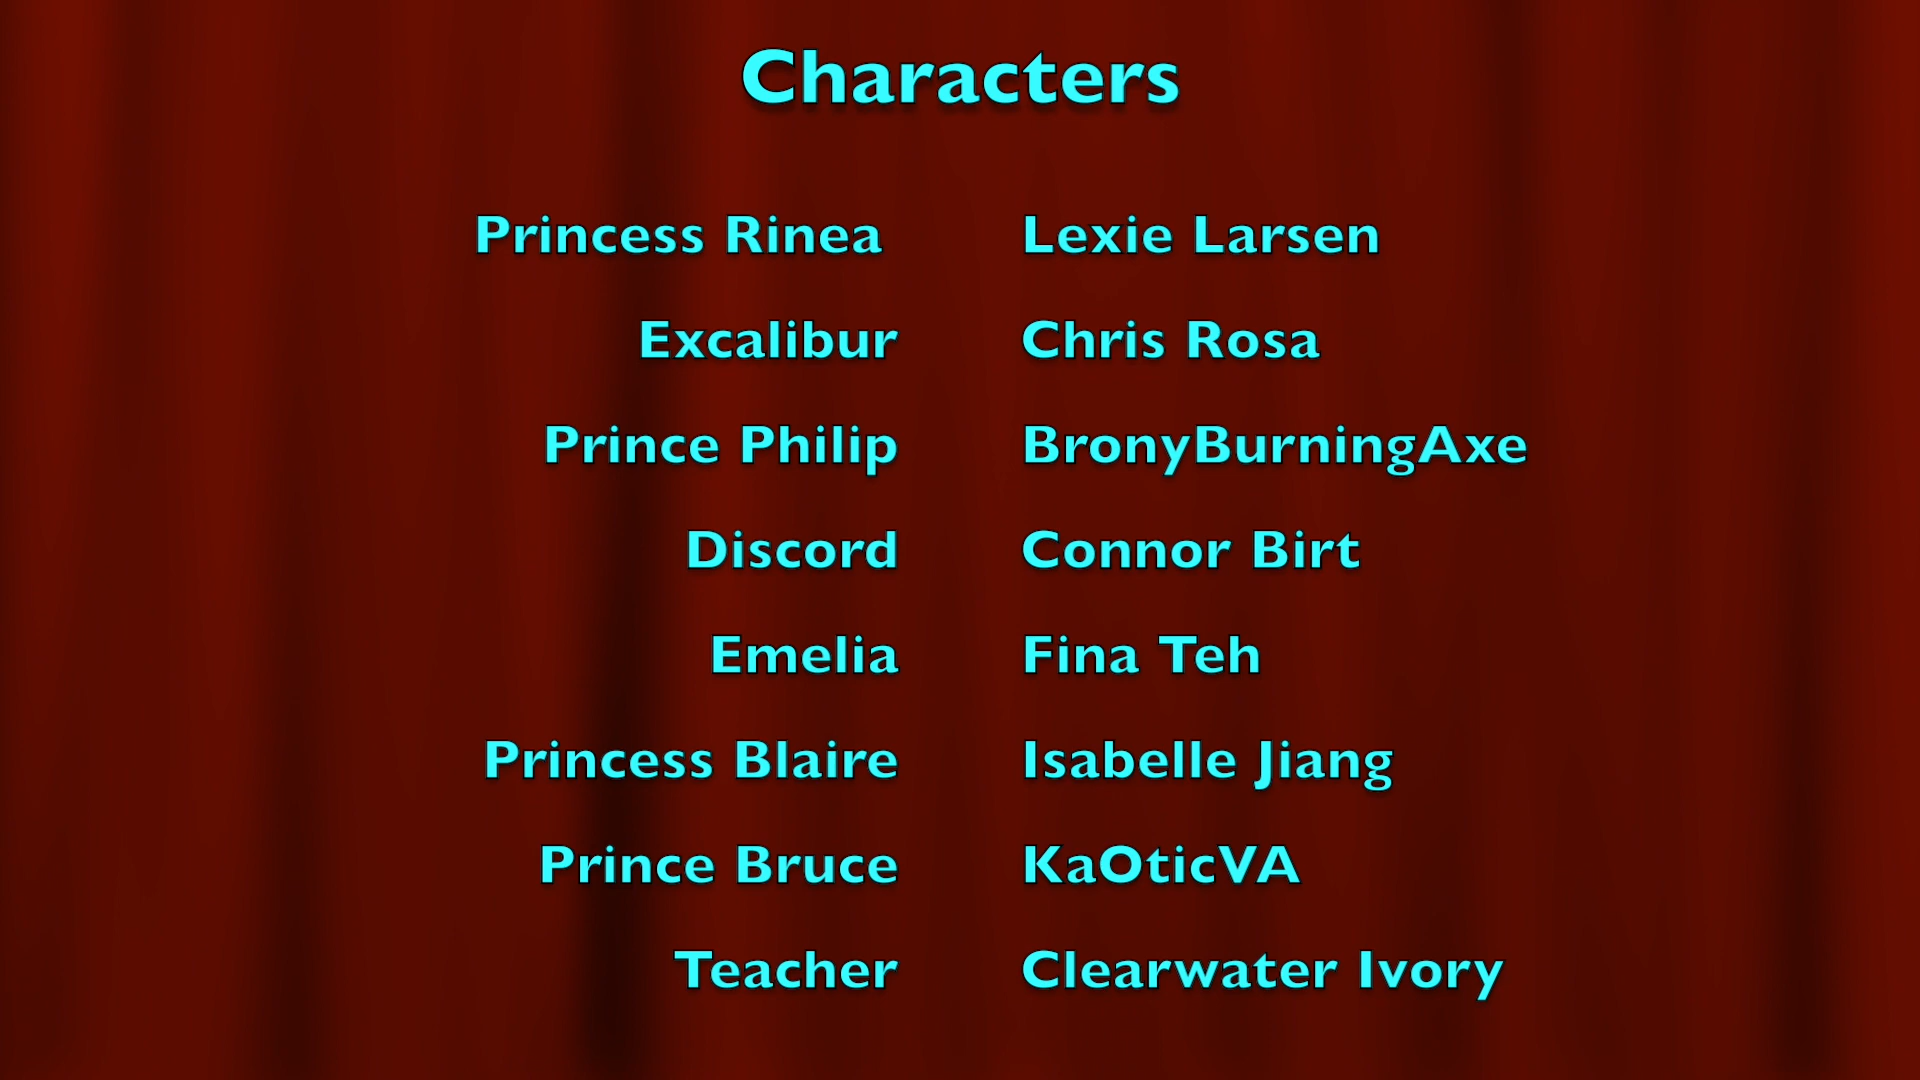 Characters
Princess Rinea Lexie Larsen
Excalibur Chris Rosa
Prince Philip BronyBurningAxe
Discord Connor Birt
Emelia Fina Teh
Princess Blaire Isabelle Jiang
Prince Bruce KaOticVA
Teacher Clearwater Ivory